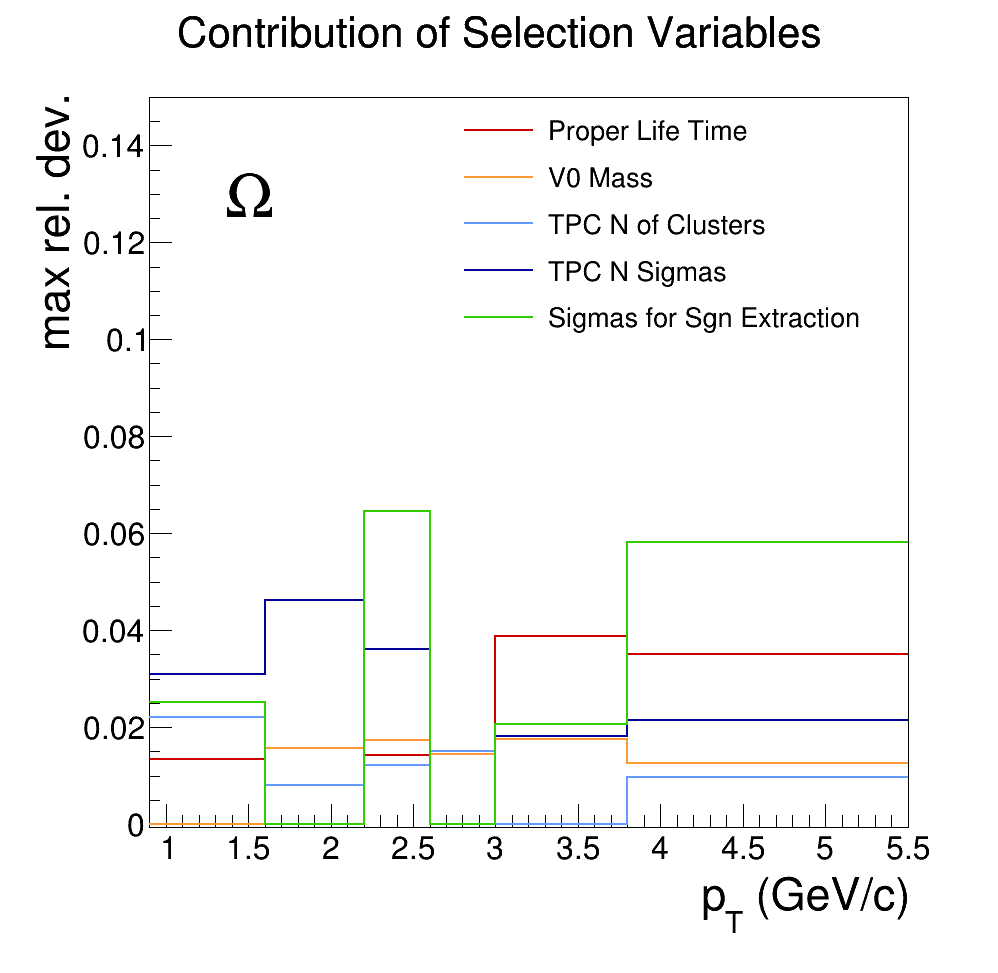 Contribution of Selection Variables
max rel. dev.
0.14
0.12
0.1
0.08
0.06
0.04
0.02
0
Ω
Proper Life Time
V0 Mass
TPC N of Clusters
TPC N Sigmas
Sigmas for Sgn Extraction
1 1.5 2 2.5 3 3.5 4 4.5 5 5.5
p_T (GeV/c)